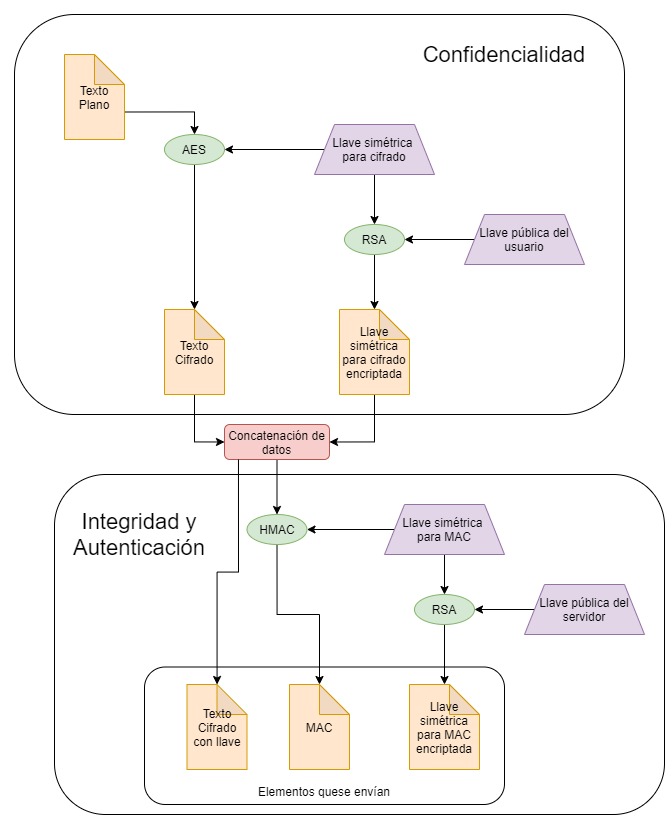 Confidencialidad
Texto
Plano
AES
Llave simétrica
para cifrado
RSA
Llave pública del
usuario
Texto
Cifrado
Llave
simétrica
para cifrado
encriptada
Concatenación de
datos
Integridad y
Autenticación
HMAC
Llave simétrica
para MAC
RSA
Llave pública del
servidor
Texto
Cifrado
con llave
MAC
Llave
simétrica
para MAC
encriptada
Elementos quese envían